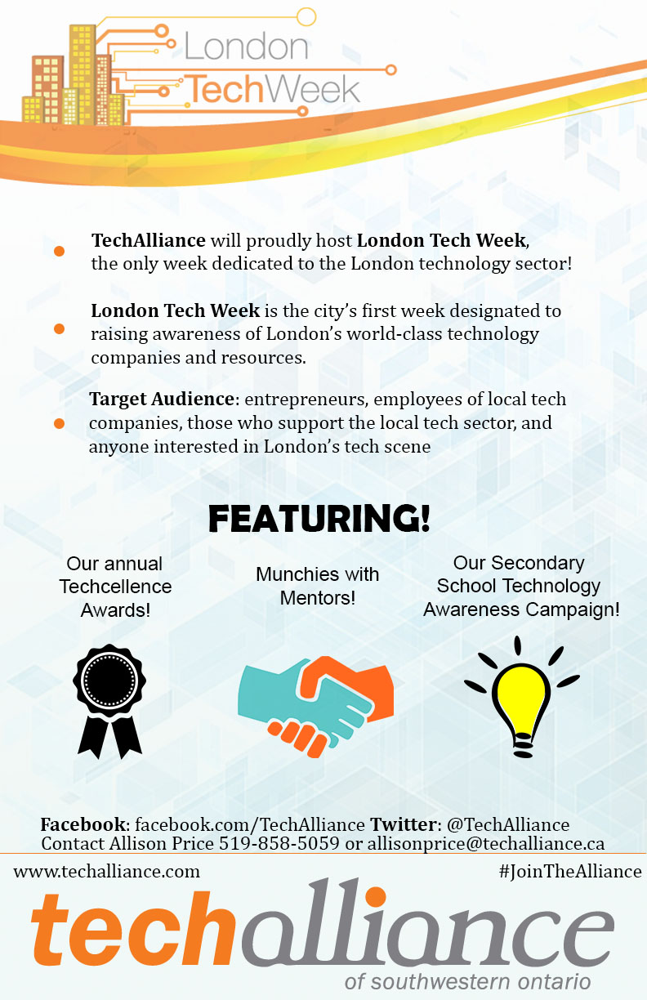 London
TechWeek
TechAlliance will proudly host London Tech Week,
the only week dedicated to the London technology sector!
London Tech Week is the city’s first week designated to
raising awareness of London’s world-class technology
companies and resources.
Target Audience: entrepreneurs, employees of local tech
companies, those who support the local tech sector, and
anyone interested in London’s tech scene
FEATURING!
Our annual
Techcellence
Awards!
Munchies with
Mentors!
Our Secondary
School Technology
Awareness Campaign!
Facebook: facebook.com/TechAlliance Twitter: @TechAlliance
Contact Allison Price 519-858-5059 or allisonprice@techalliance.ca
www.techalliance.com #JoinTheAlliance
techalliance
of southwestern ontario